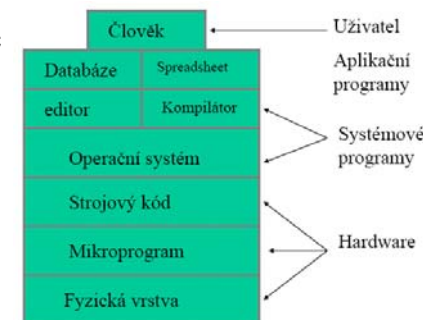 Člověk
Uživatel
Databáze
Spreadsheet
Aplikační
programy
editor
Kompilátor
Systémové
programy
Operační systém
Strojový kód
Mikroprogram
Hardware
Fyzická vrstva